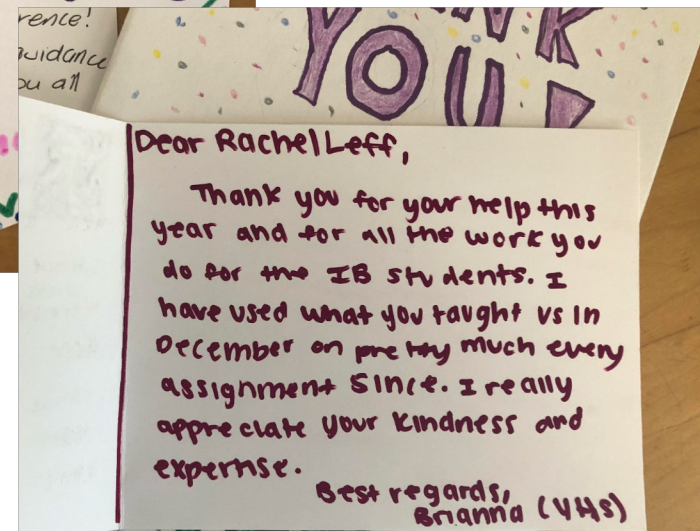 rence!
guidance
ou all
YOU!
Dear Rachel Leff,
Thank you for your help this
year and for all the work you
do for the IB students. I
have used what you taught us in
December on pretty much every
assignment since. I really
appreciate your kindness and
expertise.
Best regards,
Brianna (VHS)